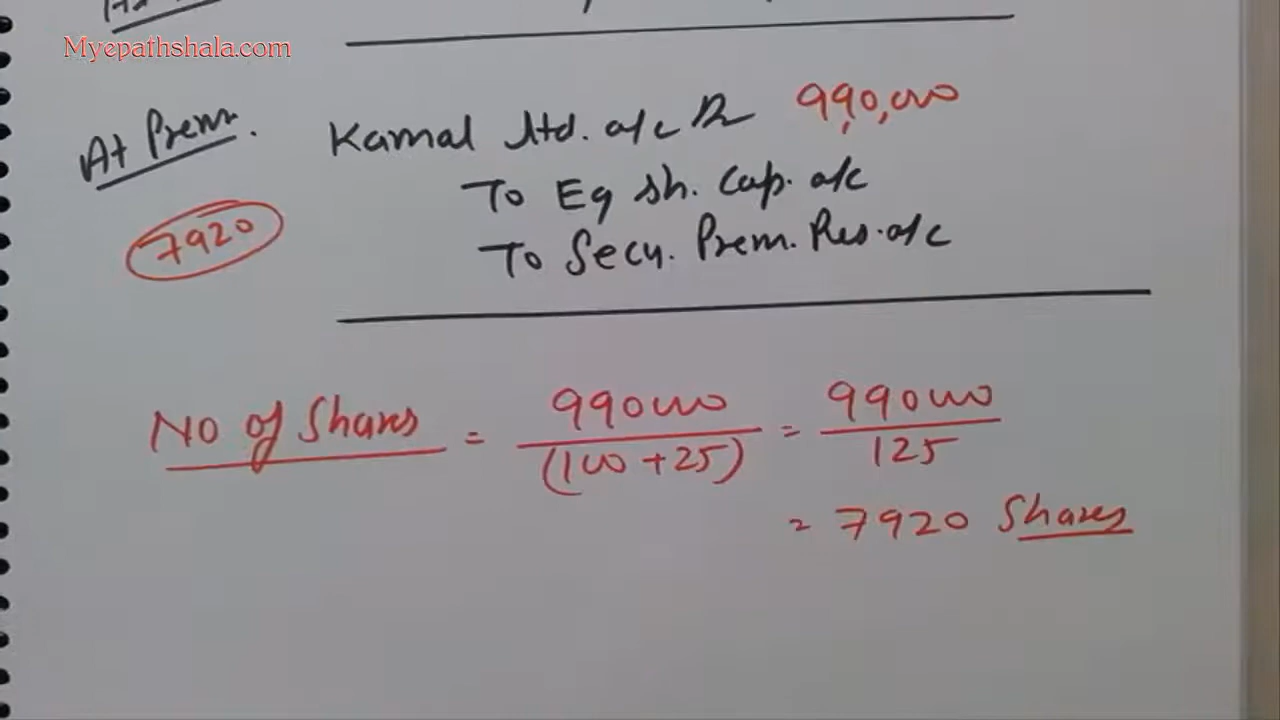 Myepathshala.com
At Prem.
Kamal ltd. a/c Dr 990,000
To Eq sh. Cap. a/c
7920
To Secu. Prem. Res. a/c
No of Shares = 990000 / (100 + 25) = 990000 / 125
= 7920 Shares